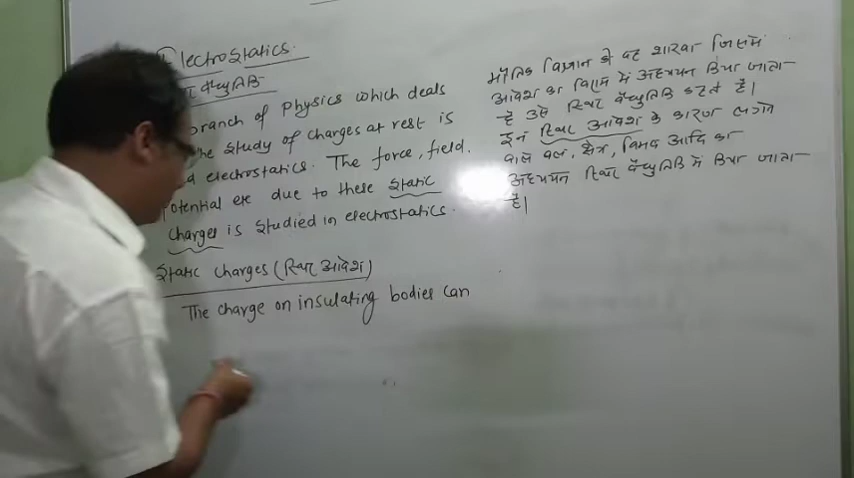 Electrostatics.
स्थिर वैद्युतिकि
branch of physics which deals
the study of charges at rest is
electrostatics. The force, field.
Potential etc due to these static
charges is studied in electrostatics.
Static charges (स्थिर आवेश)
The charge on insulating bodies can
भौतिक विज्ञान की वह शाखा जिसमें
आवेश का विराम में अध्ययन किया जाता
है उसे स्थिर वैद्युतिकि कहते हैं।
इन स्थिर आवेश के कारण लगने
वाले बल, क्षेत्र, विभव आदि का
अध्ययन स्थिर वैद्युतिकि में किया जाता
है।